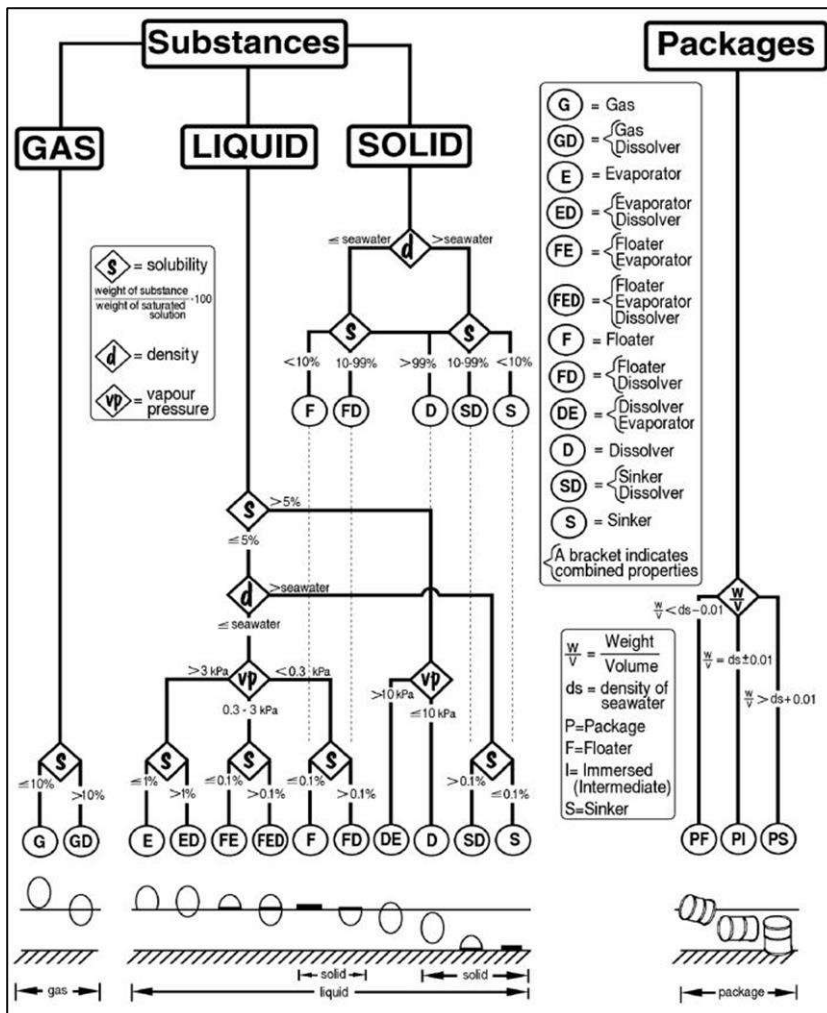 Substances
Packages
GAS
LIQUID
SOLID
G = Gas
GD = {Gas
Dissolver
E = Evaporator
ED = {Evaporator
Dissolver
FE = {Floater
Evaporator
FED = {Floater
Evaporator
Dissolver
F = Floater
FD = {Floater
Dissolver
DE = {Dissolver
Evaporator
D = Dissolver
SD = {Sinker
Dissolver
S = Sinker
{A bracket indicates
combined properties
≤ seawater
d
>seawater
S = solubility
weight of substance
weight of saturated
solution
·100
d = density
vp = vapour
pressure
S
S
<10%
10-99%
>99%
10-99%
<10%
F
FD
D
SD
S
S
>5%
≤5%
d
>seawater
≤seawater
>3 kPa
vp
<0.3 kPa
0.3 - 3 kPa
vp
>10kPa
≤10 kPa
S
≤10%
>10%
S
≤1%
>1%
S
≤0.1%
>0.1%
S
≤0.1%
>0.1%
S
>0.1%
≤0.1%
G
GD
E
ED
FE
FED
F
FD
DE
D
SD
S
W/V
W/V < ds-0.01
W/V = ds±0.01
W/V > ds+0.01
W/V = Weight
Volume
ds = density of
seawater
P=Package
F=Floater
I= Immersed
(Intermediate)
S=Sinker
PF
PI
PS
gas
solid
solid
liquid
package